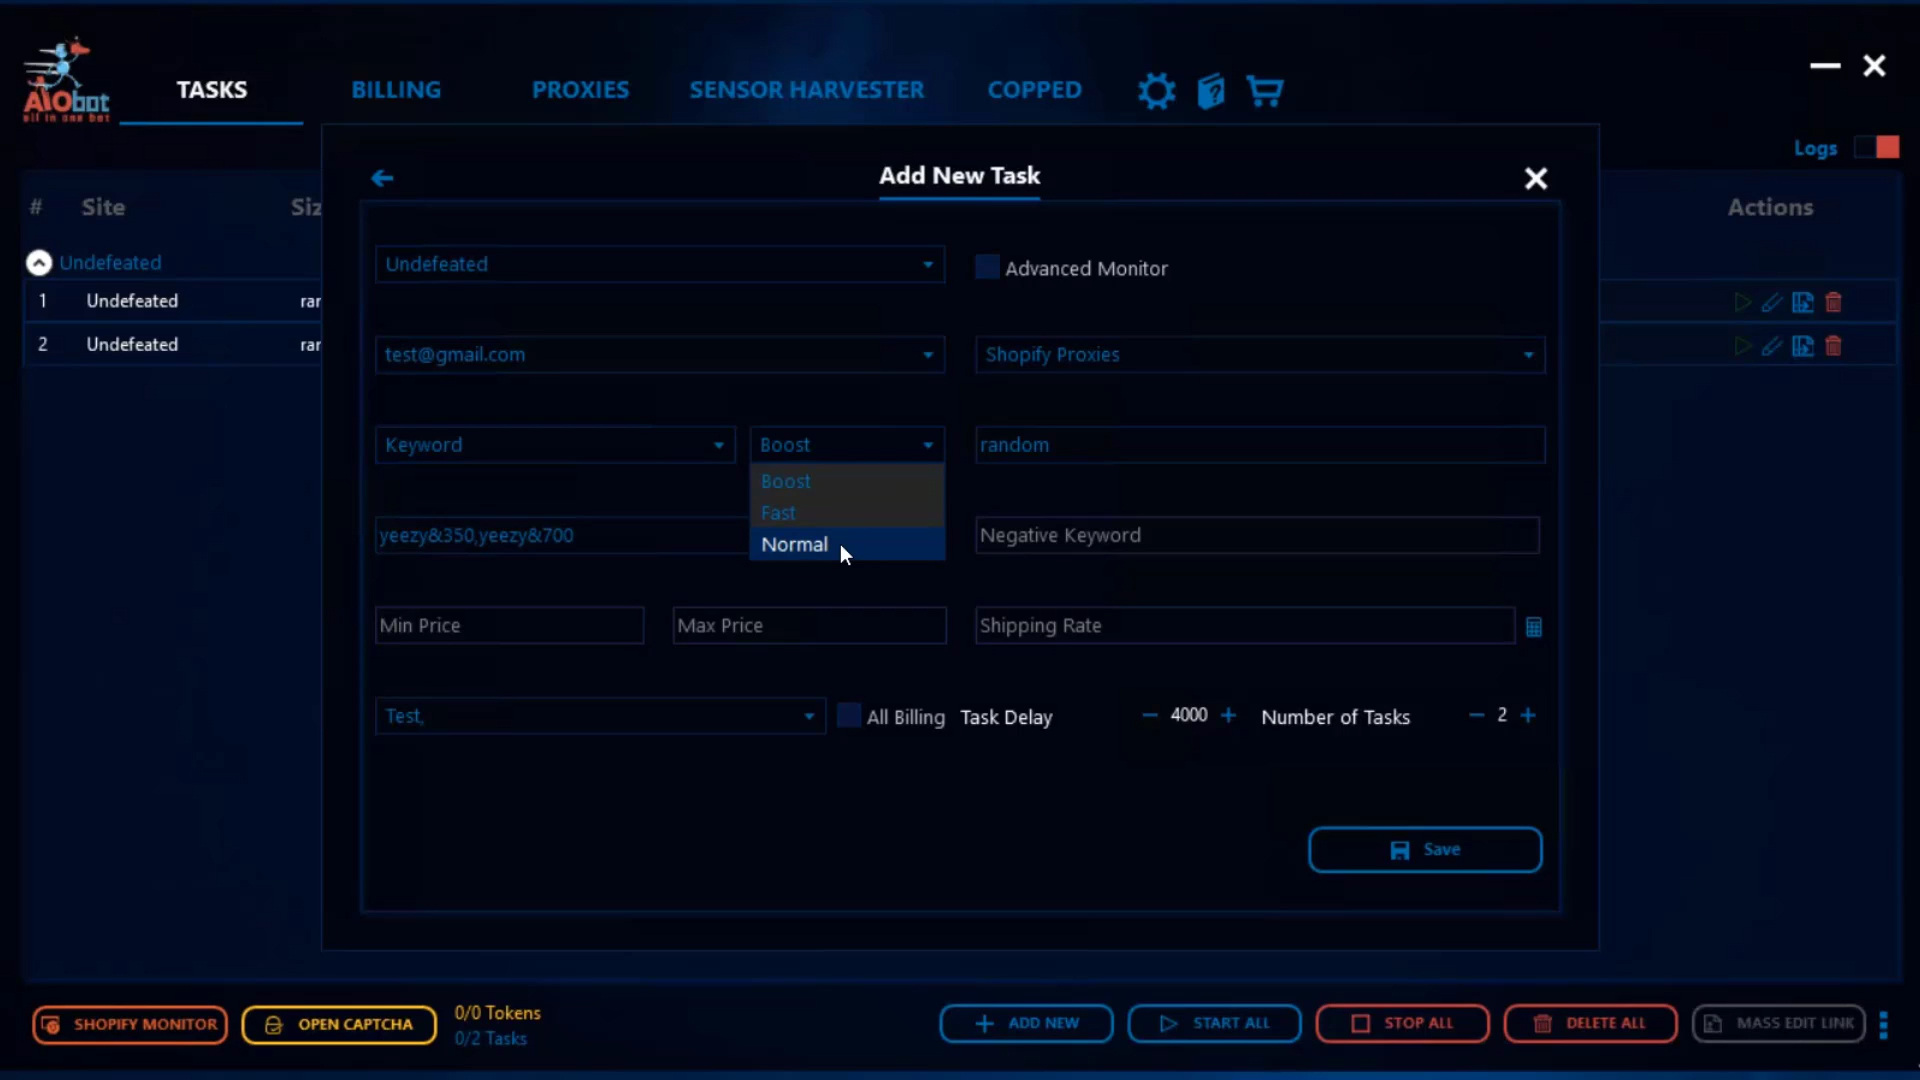 AIObot
all in one bot
TASKS
BILLING
PROXIES
SENSOR HARVESTER
COPPED
Logs
Add New Task
# Site Siz
Actions
Undefeated
1 Undefeated ran
2 Undefeated ran
Undefeated
Advanced Monitor
test@gmail.com
Shopify Proxies
Keyword
Boost
random
Boost
Fast
Normal
yeezy&350,yeezy&700
Negative Keyword
Min Price
Max Price
Shipping Rate
Test,
All Billing
Task Delay
4000
Number of Tasks
2
Save
SHOPIFY MONITOR
OPEN CAPTCHA
0/0 Tokens
0/2 Tasks
ADD NEW
START ALL
STOP ALL
DELETE ALL
MASS EDIT LINK